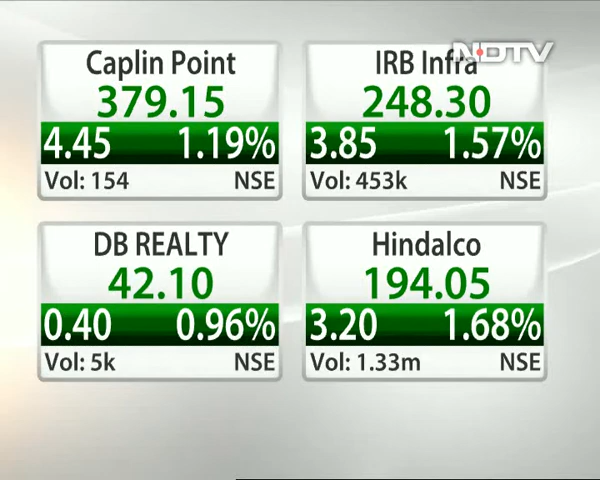 NDTV
Caplin Point
379.15
4.45 1.19%
Vol: 154 NSE
IRB Infra
248.30
3.85 1.57%
Vol: 453k NSE
DB REALTY
42.10
0.40 0.96%
Vol: 5k NSE
Hindalco
194.05
3.20 1.68%
Vol: 1.33m NSE